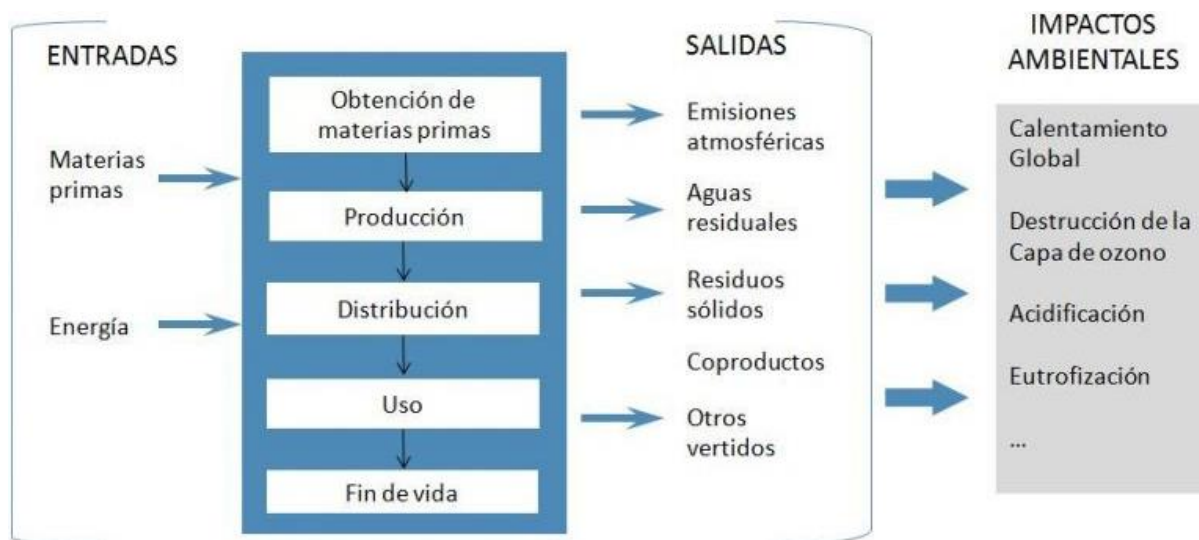 ENTRADAS
Materias
primas
Energía
Obtención de
materias primas
Producción
Distribución
Uso
Fin de vida
SALIDAS
Emisiones
atmosféricas
Aguas
residuales
Residuos
sólidos
Coproductos
Otros
vertidos
IMPACTOS
AMBIENTALES
Calentamiento
Global
Destrucción de la
Capa de ozono
Acidificación
Eutrofización
...